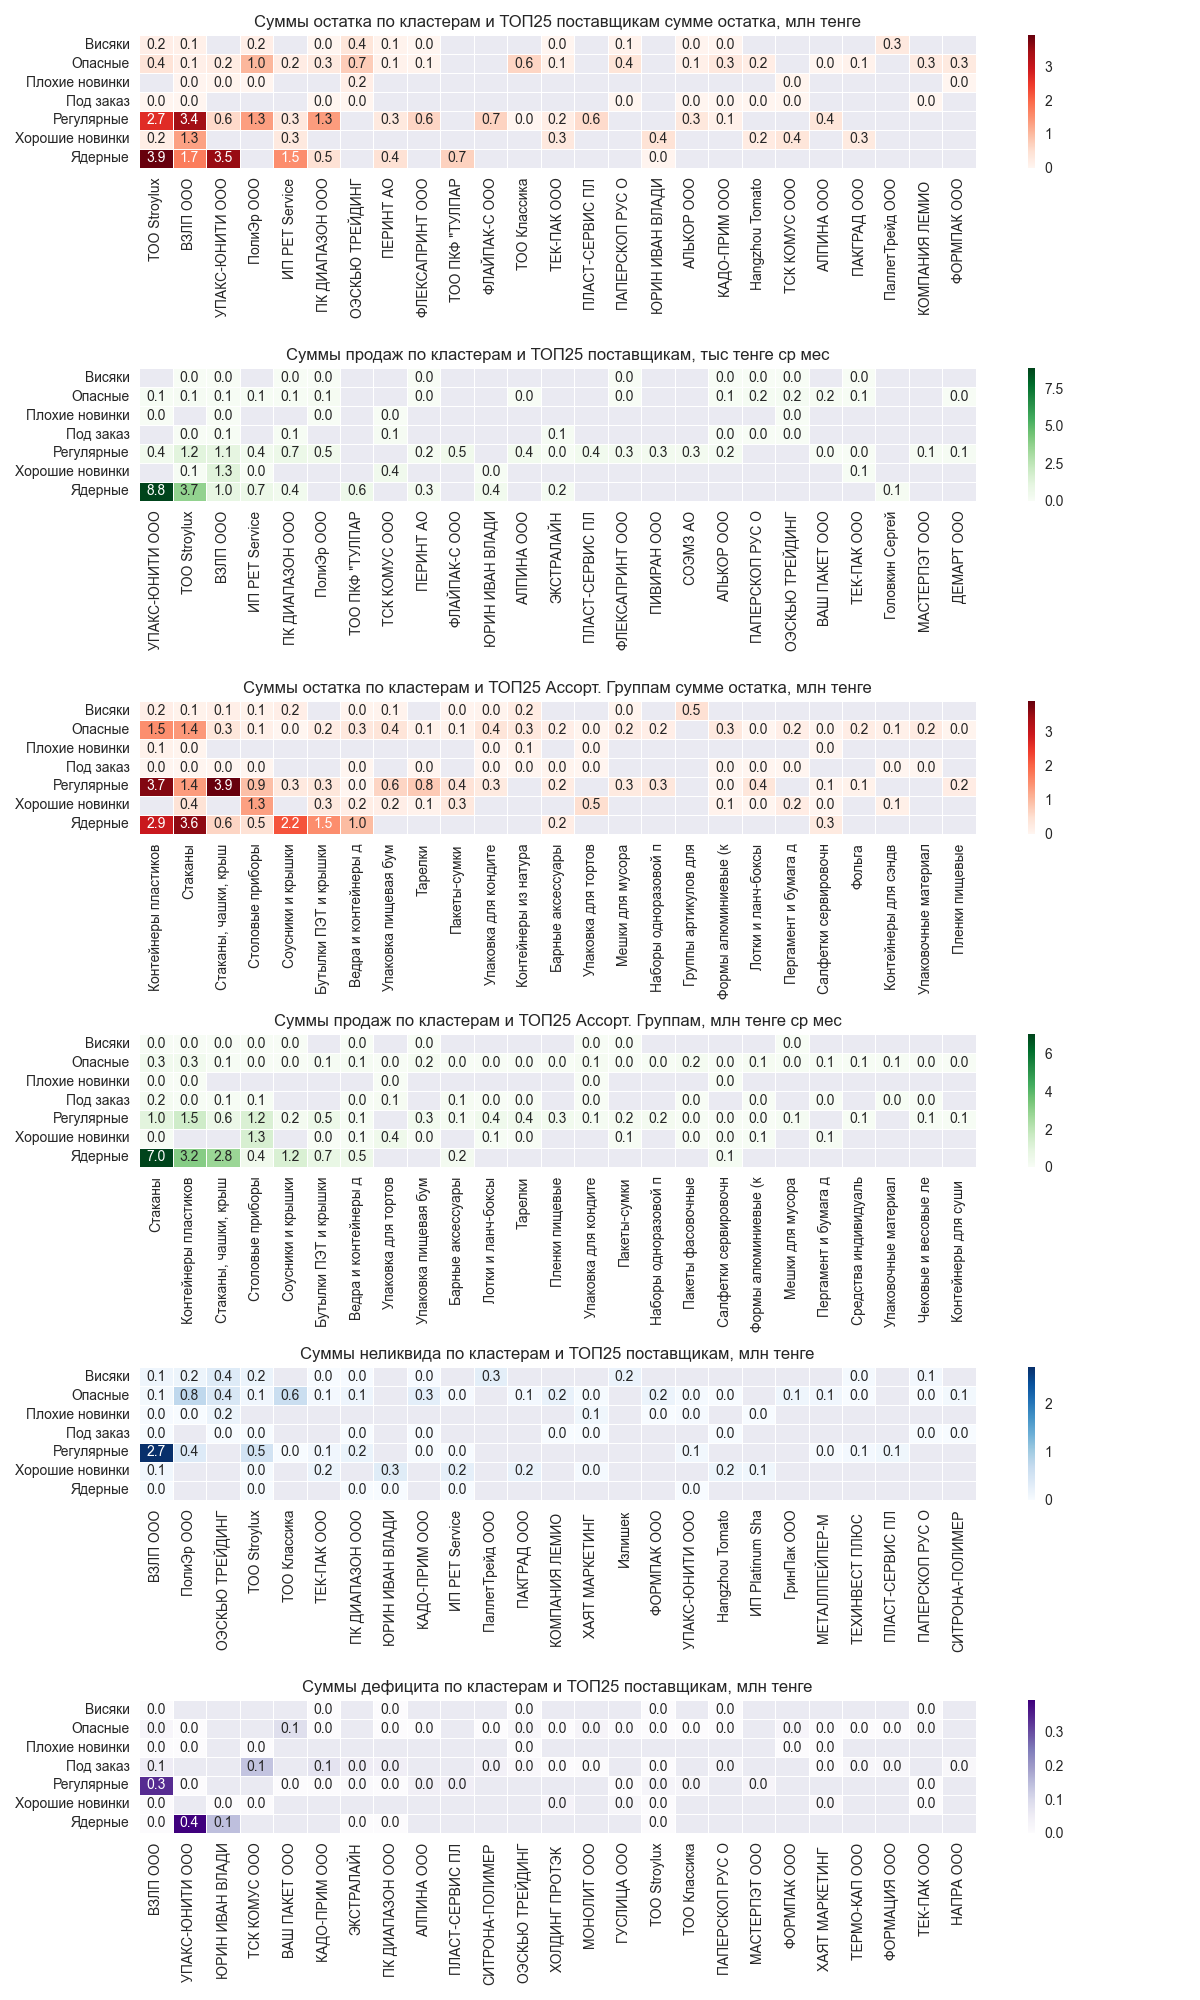 Суммы остатка по кластерам и ТОП25 поставщикам сумме остатка, млн тенге
Висяки 0.2 0.1 0.2 0.0 0.4 0.1 0.0 0.0 0.1 0.0 0.0 0.3
Опасные 0.4 0.1 0.2 1.0 0.2 0.3 0.7 0.1 0.1 0.6 0.1 0.4 0.1 0.3 0.2 0.0 0.1 0.3 0.3
Плохие новинки 0.0 0.0 0.0 0.2 0.0 0.0
Под заказ 0.0 0.0 0.0 0.0 0.0 0.0 0.0 0.0 0.0 0.0
Регулярные 2.7 3.4 0.6 1.3 0.3 1.3 0.3 0.6 0.7 0.0 0.2 0.6 0.3 0.1 0.4
Хорошие новинки 0.2 1.3 0.3 0.3 0.4 0.2 0.4 0.3
Ядерные 3.9 1.7 3.5 1.5 0.5 0.4 0.7 0.0
3
2
1
0
ТОО Stroylux
ВЗЛП ООО
УПАКС-ЮНИТИ ООО
ПолиЭр ООО
ИП PET Service
ПК ДИАПАЗОН ООО
ОЭСКЬЮ ТРЕЙДИНГ
ПЕРИНТ АО
ФЛЕКСАПРИНТ ООО
ТОО ПКФ "ТУЛПАР
ФЛАЙПАК-С ООО
ТОО Классика
ТЕК-ПАК ООО
ПЛАСТ-СЕРВИС ПЛ
ПАПЕРСКОП РУС О
ЮРИН ИВАН ВЛАДИ
АЛЬКОР ООО
КАДО-ПРИМ ООО
Hangzhou Tomato
ТСК КОМУС ООО
АЛПИНА ООО
ПАКГРАД ООО
ПаллетТрейд ООО
КОМПАНИЯ ЛЕМИО
ФОРМПАК ООО
Суммы продаж по кластерам и ТОП25 поставщикам, тыс тенге ср мес
Висяки 0.0 0.0 0.0 0.0 0.0 0.0 0.0 0.0 0.0 0.0
Опасные 0.1 0.1 0.1 0.1 0.1 0.1 0.0 0.0 0.0 0.1 0.2 0.2 0.2 0.1 0.0
Плохие новинки 0.0 0.0 0.0 0.0 0.0
Под заказ 0.0 0.1 0.1 0.1 0.1 0.0 0.0 0.0
Регулярные 0.4 1.2 1.1 0.4 0.7 0.5 0.2 0.5 0.4 0.0 0.4 0.3 0.3 0.3 0.2 0.0 0.0 0.1 0.1
Хорошие новинки 0.1 1.3 0.0 0.4 0.0 0.1
Ядерные 8.8 3.7 1.0 0.7 0.4 0.6 0.3 0.4 0.2 0.1
7.5
5.0
2.5
0.0
УПАКС-ЮНИТИ ООО
ТОО Stroylux
ВЗЛП ООО
ИП PET Service
ПК ДИАПАЗОН ООО
ПолиЭр ООО
ТОО ПКФ "ТУЛПАР
ТСК КОМУС ООО
ПЕРИНТ АО
ФЛАЙПАК-С ООО
ЮРИН ИВАН ВЛАДИ
АЛПИНА ООО
ЭКСТРАЛАЙН
ПЛАСТ-СЕРВИС ПЛ
ФЛЕКСАПРИНТ ООО
ПИВИРАН ООО
СОЭМЗ АО
АЛЬКОР ООО
ПАПЕРСКОП РУС О
ОЭСКЬЮ ТРЕЙДИНГ
ВАШ ПАКЕТ ООО
ТЕК-ПАК ООО
Головкин Сергей
МАСТЕРПЭТ ООО
ДЕМАРТ ООО
Суммы остатка по кластерам и ТОП25 Ассорт. Группам сумме остатка, млн тенге
Висяки 0.2 0.1 0.1 0.1 0.2 0.0 0.1 0.0 0.0 0.2 0.0 0.5
Опасные 1.5 1.4 0.3 0.1 0.0 0.2 0.3 0.4 0.1 0.1 0.4 0.3 0.2 0.0 0.2 0.2 0.3 0.0 0.2 0.0 0.2 0.1 0.2 0.0
Плохие новинки 0.1 0.0 0.0 0.1 0.0 0.0
Под заказ 0.0 0.0 0.0 0.0 0.0 0.0 0.0 0.0 0.0 0.0 0.0 0.0 0.0 0.0 0.0
Регулярные 3.7 1.4 3.9 0.9 0.3 0.3 0.0 0.6 0.8 0.4 0.3 0.2 0.3 0.3 0.0 0.4 0.1 0.1 0.2
Хорошие новинки 0.4 1.3 0.3 0.2 0.2 0.1 0.3 0.5 0.1 0.0 0.2 0.0 0.1
Ядерные 2.9 3.6 0.6 0.5 2.2 1.5 1.0 0.2 0.3
3
2
1
0
Контейнеры пластиков
Стаканы
Стаканы, чашки, крыш
Столовые приборы
Соусники и крышки
Бутылки ПЭТ и крышки
Ведра и контейнеры д
Упаковка пищевая бум
Тарелки
Пакеты-сумки
Упаковка для кондите
Контейнеры из натура
Барные аксессуары
Упаковка для тортов
Мешки для мусора
Наборы одноразовой п
Группы артикулов для
Формы алюминиевые (к
Лотки и ланч-боксы
Пергамент и бумага д
Салфетки сервировочн
Фольга
Контейнеры для сэндв
Упаковочные материал
Пленки пищевые
Суммы продаж по кластерам и ТОП25 Ассорт. Группам, млн тенге ср мес
Висяки 0.0 0.0 0.0 0.0 0.0 0.0 0.0 0.0 0.0 0.0
Опасные 0.3 0.3 0.1 0.0 0.0 0.1 0.1 0.0 0.2 0.0 0.0 0.0 0.0 0.1 0.0 0.0 0.2 0.0 0.1 0.0 0.1 0.1 0.1 0.0 0.0
Плохие новинки 0.0 0.0 0.0 0.0 0.0
Под заказ 0.2 0.0 0.1 0.1 0.0 0.1 0.1 0.0 0.0 0.0 0.0 0.0 0.0 0.0 0.0
Регулярные 1.0 1.5 0.6 1.2 0.2 0.5 0.1 0.3 0.1 0.4 0.4 0.3 0.1 0.2 0.2 0.0 0.0 0.0 0.1 0.1 0.1 0.1
Хорошие новинки 0.0 1.3 0.0 0.1 0.4 0.0 0.1 0.0 0.1 0.0 0.0 0.1 0.1
Ядерные 7.0 3.2 2.8 0.4 1.2 0.7 0.5 0.2 0.1
6
4
2
0
Стаканы
Контейнеры пластиков
Стаканы, чашки, крыш
Столовые приборы
Соусники и крышки
Бутылки ПЭТ и крышки
Ведра и контейнеры д
Упаковка для тортов
Упаковка пищевая бум
Барные аксессуары
Лотки и ланч-боксы
Тарелки
Пленки пищевые
Упаковка для кондите
Пакеты-сумки
Наборы одноразовой п
Пакеты фасовочные
Салфетки сервировочн
Формы алюминиевые (к
Мешки для мусора
Пергамент и бумага д
Средства индивидуаль
Упаковочные материал
Чековые и весовые ле
Контейнеры для суши
Суммы неликвида по кластерам и ТОП25 поставщикам, млн тенге
Висяки 0.1 0.2 0.4 0.2 0.0 0.0 0.0 0.3 0.2 0.0 0.1
Опасные 0.1 0.8 0.4 0.1 0.6 0.1 0.1 0.3 0.0 0.1 0.2 0.0 0.2 0.0 0.0 0.1 0.1 0.0 0.0 0.1
Плохие новинки 0.0 0.0 0.2 0.1 0.0 0.0 0.0
Под заказ 0.0 0.0 0.0 0.0 0.0 0.0 0.0 0.0 0.0 0.0
Регулярные 2.7 0.4 0.5 0.0 0.1 0.2 0.0 0.0 0.1 0.0 0.1 0.1
Хорошие новинки 0.1 0.0 0.2 0.3 0.2 0.2 0.0 0.2 0.1
Ядерные 0.0 0.0 0.0 0.0 0.0 0.0
2
1
0
ВЗЛП ООО
ПолиЭр ООО
ОЭСКЬЮ ТРЕЙДИНГ
ТОО Stroylux
ТОО Классика
ТЕК-ПАК ООО
ПК ДИАПАЗОН ООО
ЮРИН ИВАН ВЛАДИ
КАДО-ПРИМ ООО
ИП PET Service
ПаллетТрейд ООО
ПАКГРАД ООО
КОМПАНИЯ ЛЕМИО
ХАЯТ МАРКЕТИНГ
Излишек
ФОРМПАК ООО
УПАКС-ЮНИТИ ООО
Hangzhou Tomato
ИП Platinum Sha
ГринПак ООО
МЕТАЛЛПЕЙПЕР-М
ТЕХИНВЕСТ ПЛЮС
ПЛАСТ-СЕРВИС ПЛ
ПАПЕРСКОП РУС О
СИТРОНА-ПОЛИМЕР
Суммы дефицита по кластерам и ТОП25 поставщикам, млн тенге
Висяки 0.0 0.0 0.0 0.0 0.0 0.0 0.0
Опасные 0.0 0.0 0.1 0.0 0.0 0.0 0.0 0.0 0.0 0.0 0.0 0.0 0.0 0.0 0.0 0.0 0.0 0.0 0.0
Плохие новинки 0.0 0.0 0.0 0.0 0.0 0.0
Под заказ 0.1 0.1 0.1 0.0 0.0 0.0 0.0 0.0 0.0 0.0 0.0 0.0 0.0 0.0 0.0
Регулярные 0.3 0.0 0.0 0.0 0.0 0.0 0.0 0.0 0.0 0.0 0.0 0.0 0.0
Хорошие новинки 0.0 0.0 0.0 0.0 0.0 0.0 0.0 0.0
Ядерные 0.0 0.4 0.1 0.0 0.0 0.0
0.3
0.2
0.1
0.0
ВЗЛП ООО
УПАКС-ЮНИТИ ООО
ЮРИН ИВАН ВЛАДИ
ТСК КОМУС ООО
ВАШ ПАКЕТ ООО
КАДО-ПРИМ ООО
ЭКСТРАЛАЙН
ПК ДИАПАЗОН ООО
АЛПИНА ООО
ПЛАСТ-СЕРВИС ПЛ
СИТРОНА-ПОЛИМЕР
ОЭСКЬЮ ТРЕЙДИНГ
ХОЛДИНГ ПРОТЭК
МОНОЛИТ ООО
ГУСЛИЦА ООО
ТОО Stroylux
ТОО Классика
ПАПЕРСКОП РУС О
МАСТЕРПЭТ ООО
ФОРМПАК ООО
ХАЯТ МАРКЕТИНГ
ТЕРМО-КАП ООО
ФОРМАЦИЯ ООО
ТЕК-ПАК ООО
НАПРА ООО